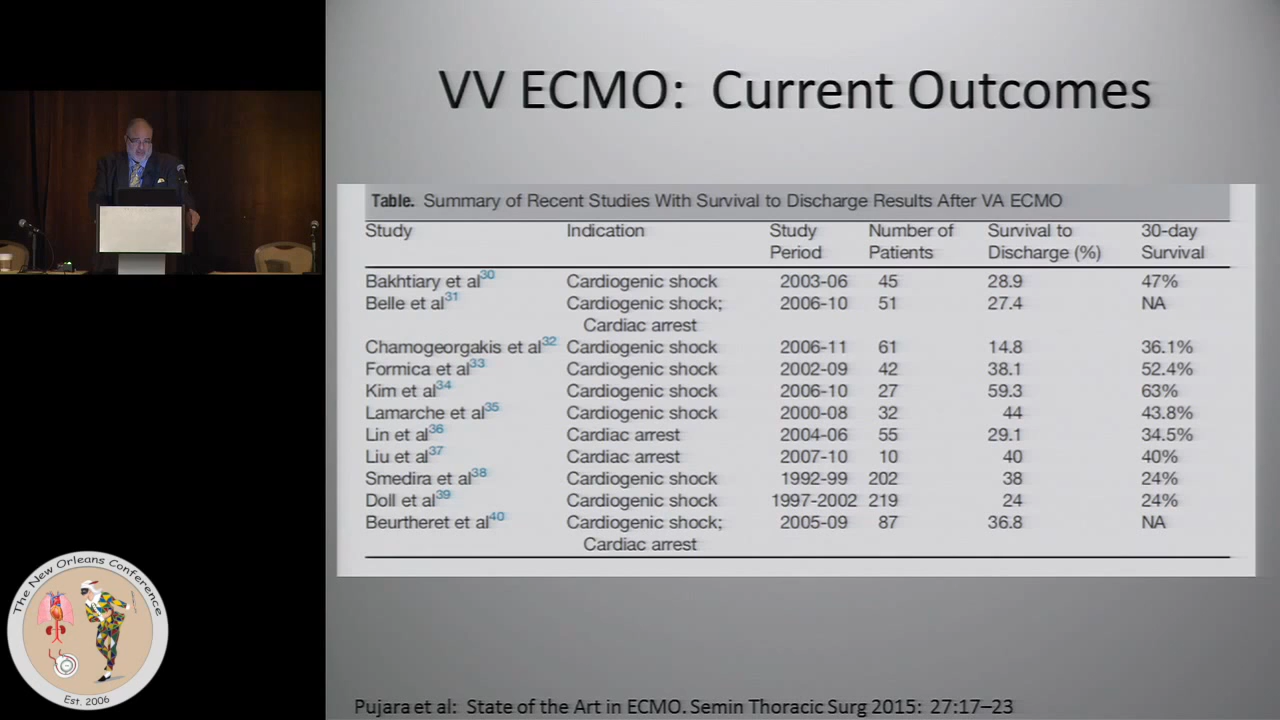 VV ECMO: Current Outcomes
Table. Summary of Recent Studies With Survival to Discharge Results After VA ECMO
Study Indication Study Period Number of Patients Survival to Discharge (%) 30-day Survival
Bakhtiary et al30 Cardiogenic shock 2003-06 45 28.9 47%
Belle et al31 Cardiogenic shock; Cardiac arrest 2006-10 51 27.4 NA
Chamogeorgakis et al32 Cardiogenic shock 2006-11 61 14.8 36.1%
Formica et al33 Cardiogenic shock 2002-09 42 38.1 52.4%
Kim et al34 Cardiogenic shock 2006-10 27 59.3 63%
Lamarche et al35 Cardiogenic shock 2000-08 32 44 43.8%
Lin et al36 Cardiac arrest 2004-06 55 29.1 34.5%
Liu et al37 Cardiac arrest 2007-10 10 40 40%
Smedira et al38 Cardiogenic shock 1992-99 202 38 24%
Doll et al39 Cardiogenic shock 1997-2002 219 24 24%
Beurtheret et al40 Cardiogenic shock; Cardiac arrest 2005-09 87 36.8 NA
Pujara et al: State of the Art in ECMO. Semin Thoracic Surg 2015: 27:17–23
The New Orleans Conference
Est. 2006